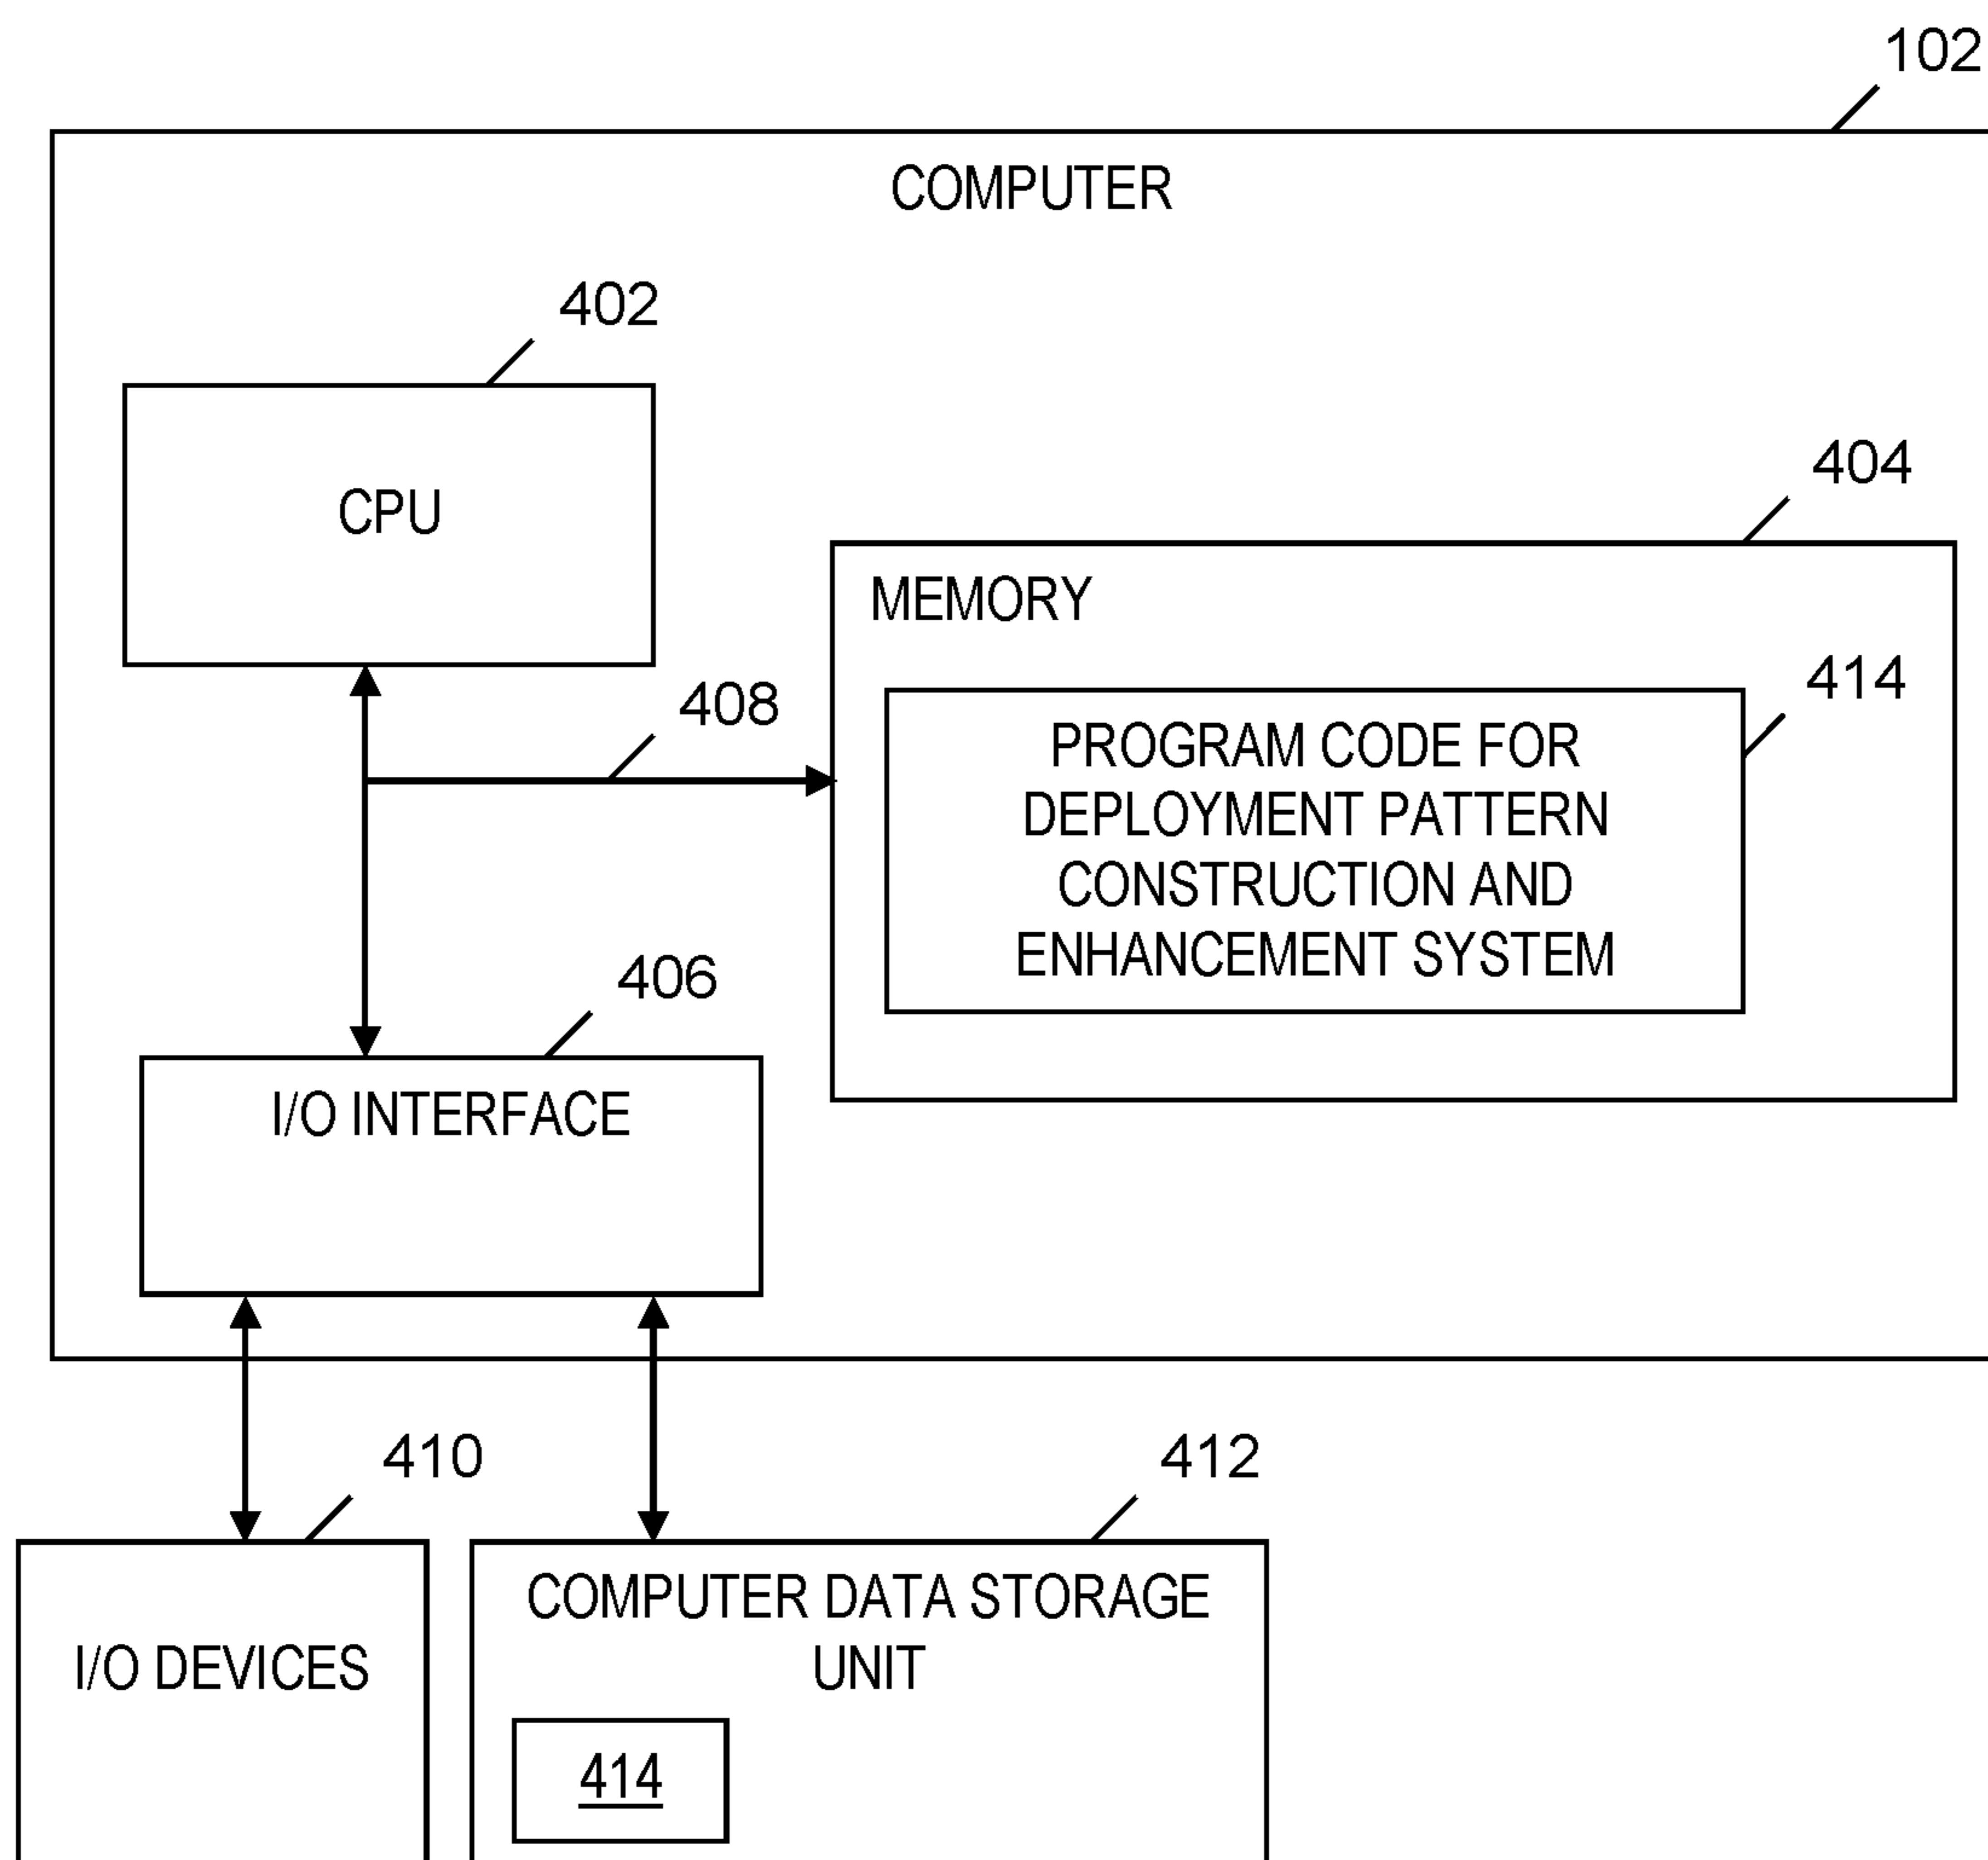 102
COMPUTER
402
CPU
404
MEMORY
408
414
PROGRAM CODE FOR
DEPLOYMENT PATTERN
CONSTRUCTION AND
ENHANCEMENT SYSTEM
406
I/O INTERFACE
410
412
I/O DEVICES
COMPUTER DATA STORAGE
UNIT
414